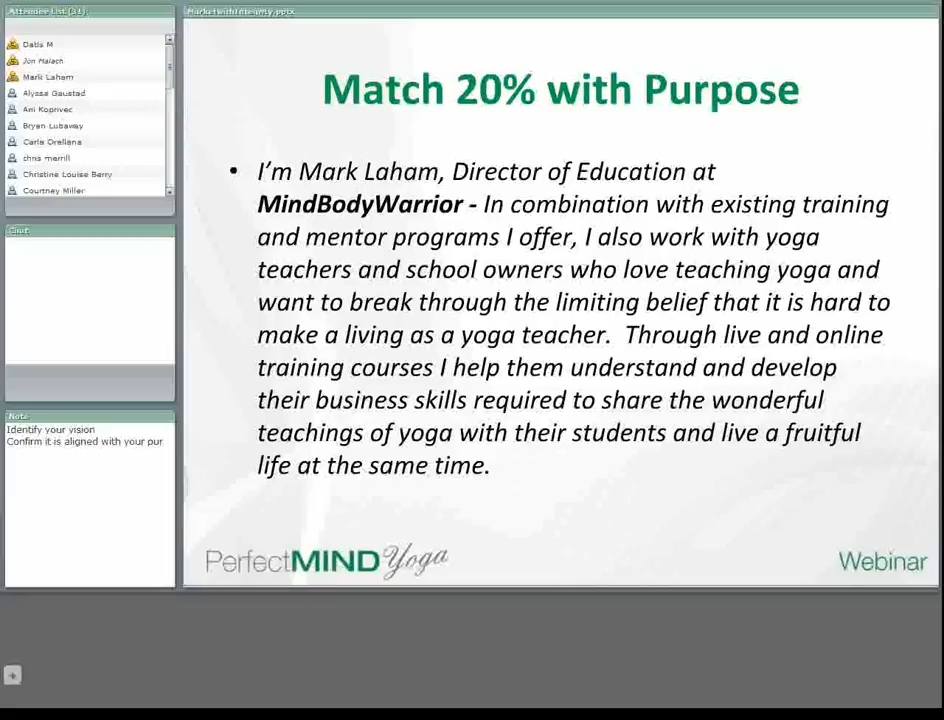 Attendee List (31)
Datis M
Jon Malach
Mark Laham
Alyssa Gaustad
Ani Koprivec
Bryan Lubaway
Carla Orellana
chris merrill
Christine Louise Berry
Courtney Miller
Chat
Note
Identify your vision
Confirm it is aligned with your pur
MarketwithIntegrity.pptx
Match 20% with Purpose
• I’m Mark Laham, Director of Education at
MindBodyWarrior - In combination with existing training
and mentor programs I offer, I also work with yoga
teachers and school owners who love teaching yoga and
want to break through the limiting belief that it is hard to
make a living as a yoga teacher. Through live and online
training courses I help them understand and develop
their business skills required to share the wonderful
teachings of yoga with their students and live a fruitful
life at the same time.
PerfectMIND Yoga
Webinar